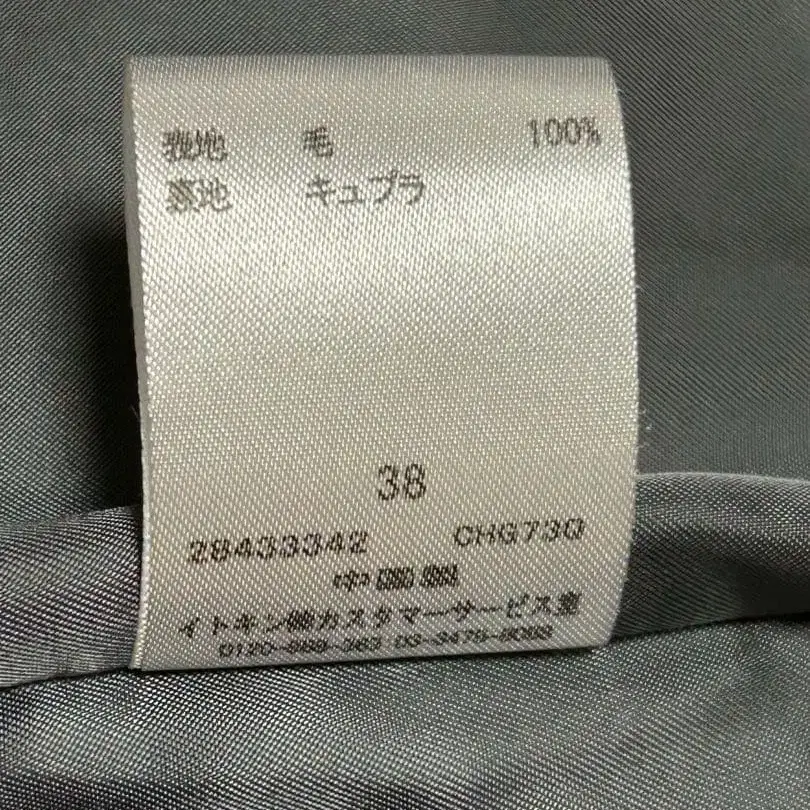 表地 毛 100%
裏地 キュプラ
38
28433342 CHG730
中国製
イトキン㈱カスタマーサービス室